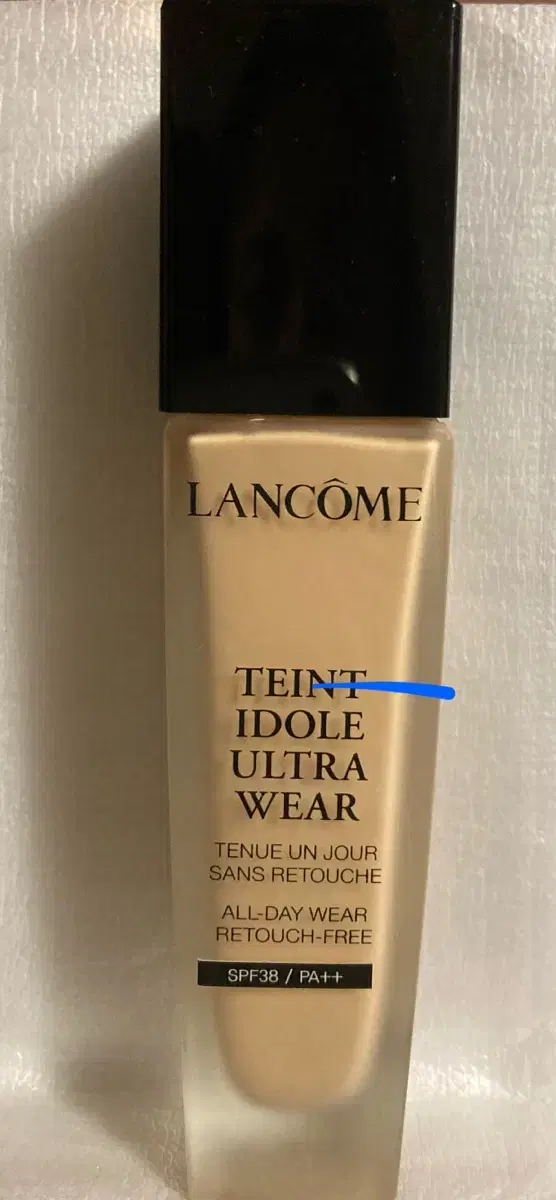 LANCÔME
TEINT
IDOLE
ULTRA
WEAR
TENUE UN JOUR
SANS RETOUCHE
ALL-DAY WEAR
RETOUCH-FREE
SPF38 / PA++